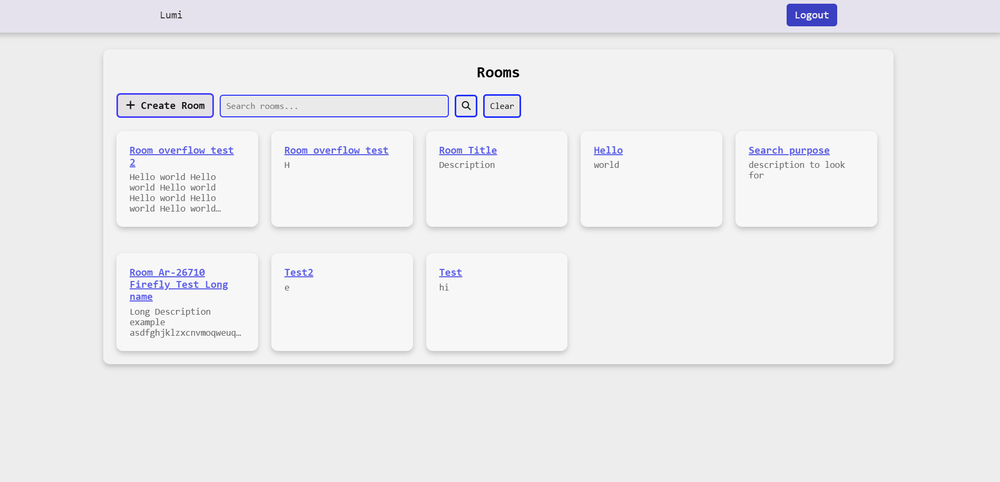 Lumi
Logout
Rooms
Create Room
Search rooms...
Clear
Room overflow test
2
Hello world Hello
world Hello world
Hello world Hello
world Hello world…
Room overflow test
H
Room Title
Description
Hello
world
Search purpose
description to look
for
Room Ar-26710
Firefly Test Long
name
Long Description
example
asdfghjklzxcnvmoqweuq…
Test2
e
Test
hi